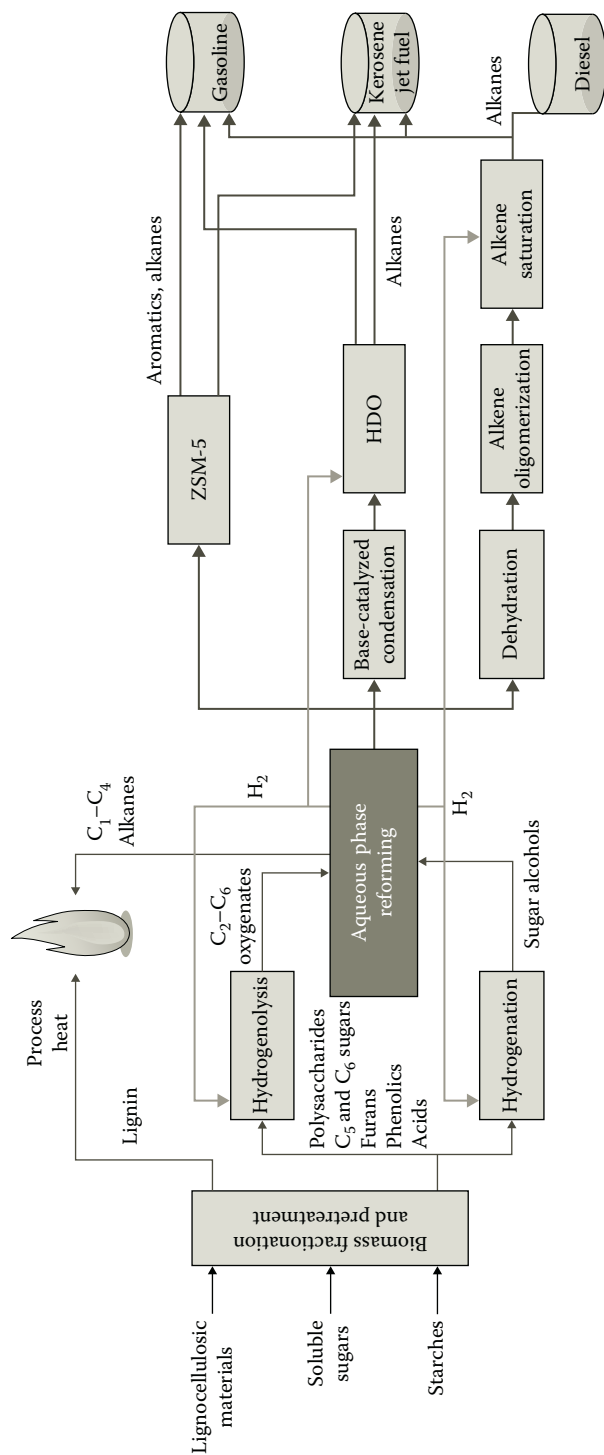 Lignocellulosic
materials
Soluble
sugars
Starches
Biomass fractionation
and pretreatment
Lignin
Process
heat
Polysaccharides
C₅ and C₆ sugars
Furans
Phenolics
Acids
Hydrogenolysis
Hydrogenation
C₂–C₆
oxygenates
Sugar alcohols
C₁–C₄
Alkanes
Aqueous phase
reforming
H₂
H₂
ZSM-5
Base-catalyzed
condensation
HDO
Dehydration
Alkene
oligomerization
Alkene
saturation
Aromatics, alkanes
Alkanes
Alkanes
Gasoline
Kerosene
jet fuel
Diesel